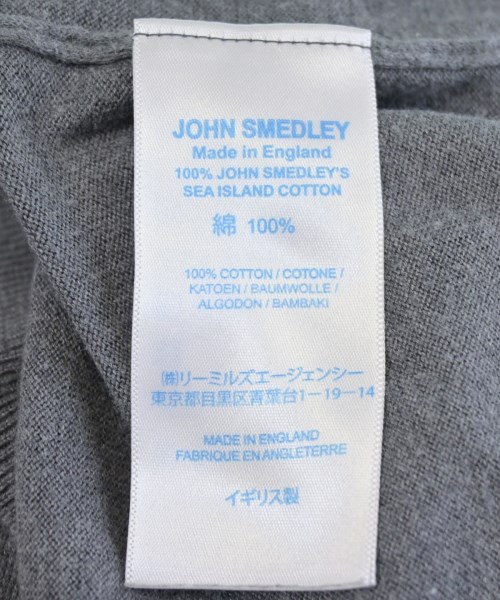 JOHN SMEDLEY
Made in England
100% JOHN SMEDLEY'S
SEA ISLAND COTTON
綿 100%
100% COTTON / COTONE /
KATOEN / BAUMWOLLE /
ALGODON / BAMBAKI
㈱リーミルズエージェンシー
東京都目黒区青葉台1-19-14
MADE IN ENGLAND
FABRIQUE EN ANGLETERRE
イギリス製